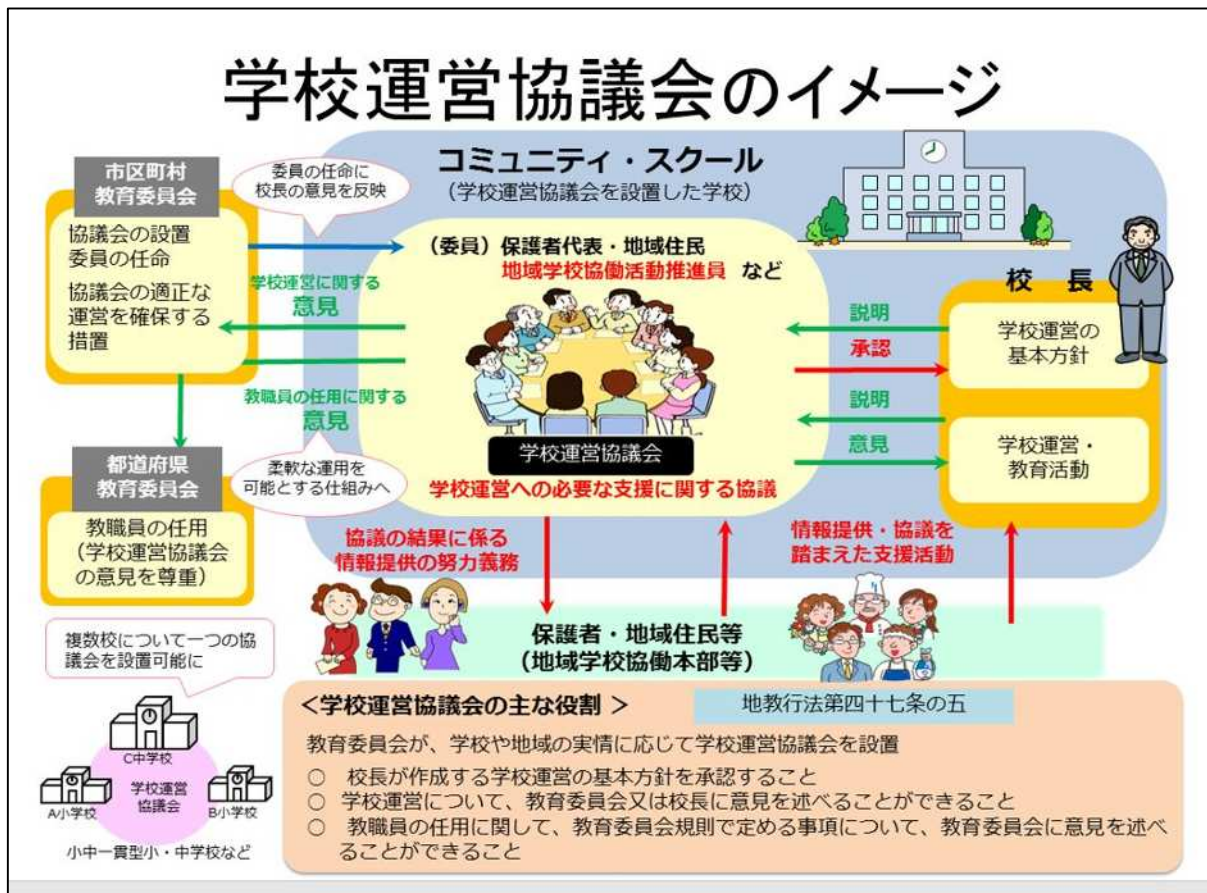 学校運営協議会のイメージ
コミュニティ・スクール
（学校運営協議会を設置した学校）
市区町村
教育委員会
協議会の設置
委員の任命
協議会の適正な
運営を確保する
措置
委員の任命に
校長の意見を反映
学校運営に関する
意見
教職員の任用に関する
意見
柔軟な運用を
可能とする仕組みへ
都道府県
教育委員会
教職員の任用
（学校運営協議会
の意見を尊重）
（委員）保護者代表・地域住民
地域学校協働活動推進員 など
学校運営協議会
学校運営への必要な支援に関する協議
校 長
説明
承認
学校運営の
基本方針
説明
意見
学校運営・
教育活動
協議の結果に係る
情報提供の努力義務
情報提供・協議を
踏まえた支援活動
保護者・地域住民等
（地域学校協働本部等）
複数校について一つの協
議会を設置可能に
C中学校
学校運営
協議会
A小学校
B小学校
小中一貫型小・中学校など
＜学校運営協議会の主な役割 ＞
地教行法第四十七条の五
教育委員会が、学校や地域の実情に応じて学校運営協議会を設置
○ 校長が作成する学校運営の基本方針を承認すること
○ 学校運営について、教育委員会又は校長に意見を述べることができること
○ 教職員の任用に関して、教育委員会規則で定める事項について、教育委員会に意見を述べ
ることができること